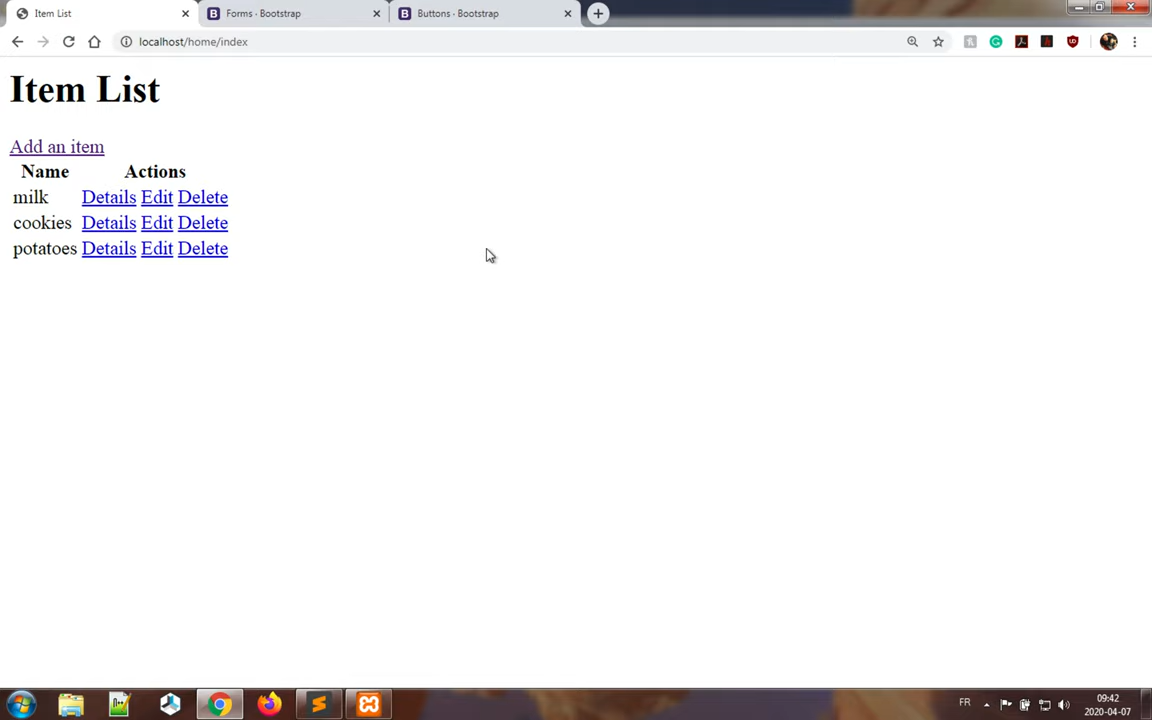 Item List
Forms · Bootstrap
Buttons · Bootstrap
localhost/home/index
Item List
Add an item
Name Actions
milk Details Edit Delete
cookies Details Edit Delete
potatoes Details Edit Delete
FR
09:42
2020-04-07